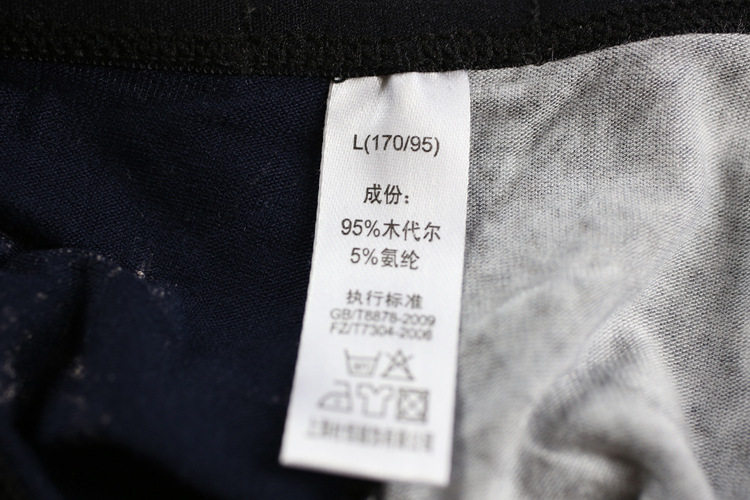 L(170/95)
成份：
95%木代尔
5%氨纶
执行标准
GB/T8878-2009
FZ/T7304-2006